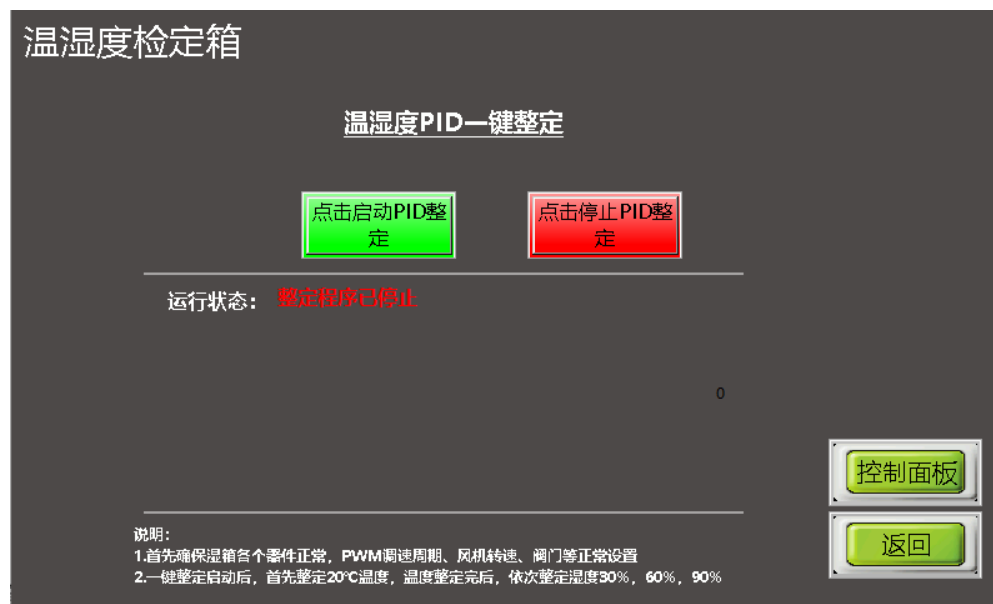 温湿度检定箱
温湿度PID一键整定
点击启动PID整
定
点击停止PID整
定
运行状态： 整定程序已停止
0
控制面板
返回
说明：
1.首先确保湿箱各个器件正常，PWM调速周期、风机转速、阀门等正常设置
2.一键整定启动后，首先整定20℃温度，温度整定完后，依次整定湿度30%，60%，90%